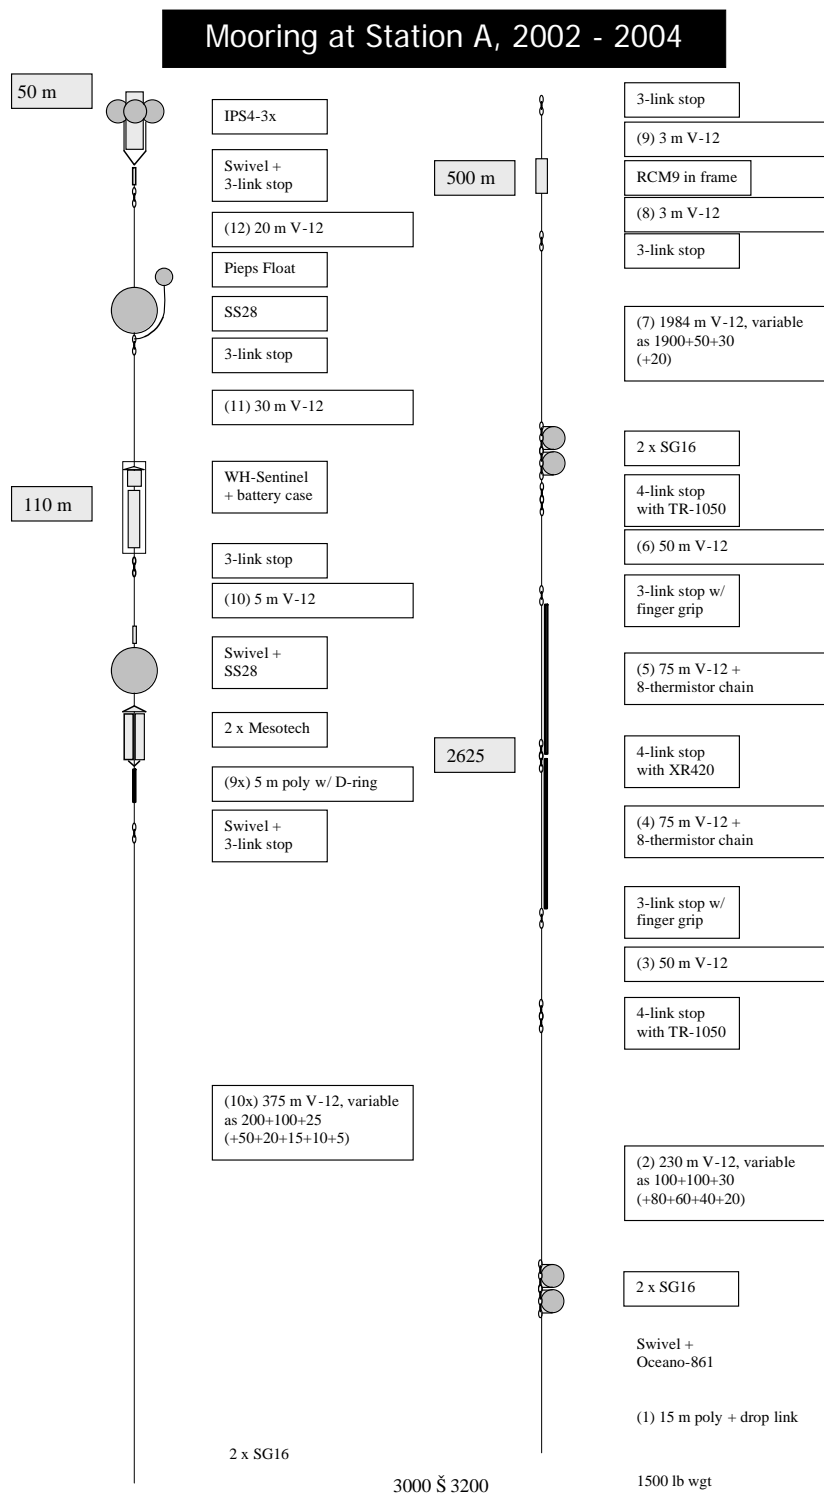 Mooring at Station A, 2002 - 2004
50 m
IPS4-3x
Swivel +
3-link stop
(12) 20 m V-12
Pieps Float
SS28
3-link stop
(11) 30 m V-12
WH-Sentinel
+ battery case
110 m
3-link stop
(10) 5 m V-12
Swivel +
SS28
2 x Mesotech
(9x) 5 m poly w/ D-ring
Swivel +
3-link stop
(10x) 375 m V-12, variable
as 200+100+25
(+50+20+15+10+5)
2 x SG16
3-link stop
(9) 3 m V-12
500 m
RCM9 in frame
(8) 3 m V-12
3-link stop
(7) 1984 m V-12, variable
as 1900+50+30
(+20)
2 x SG16
4-link stop
with TR-1050
(6) 50 m V-12
3-link stop w/
finger grip
(5) 75 m V-12 +
8-thermistor chain
2625
4-link stop
with XR420
(4) 75 m V-12 +
8-thermistor chain
3-link stop w/
finger grip
(3) 50 m V-12
4-link stop
with TR-1050
(2) 230 m V-12, variable
as 100+100+30
(+80+60+40+20)
2 x SG16
Swivel +
Oceano-861
(1) 15 m poly + drop link
3000 Š 3200
1500 lb wgt